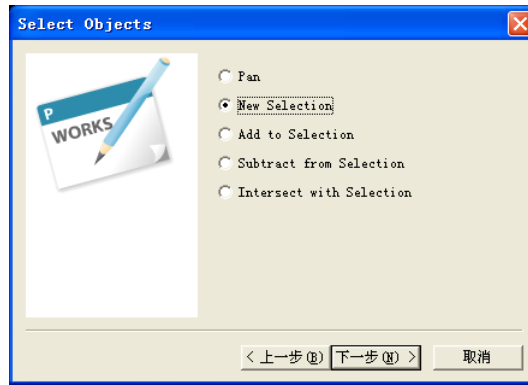 Select Objects
Pan
New Selection
Add to Selection
Subtract from Selection
Intersect with Selection
P
WORKS
< 上一步(B) 下一步(N) > 取消